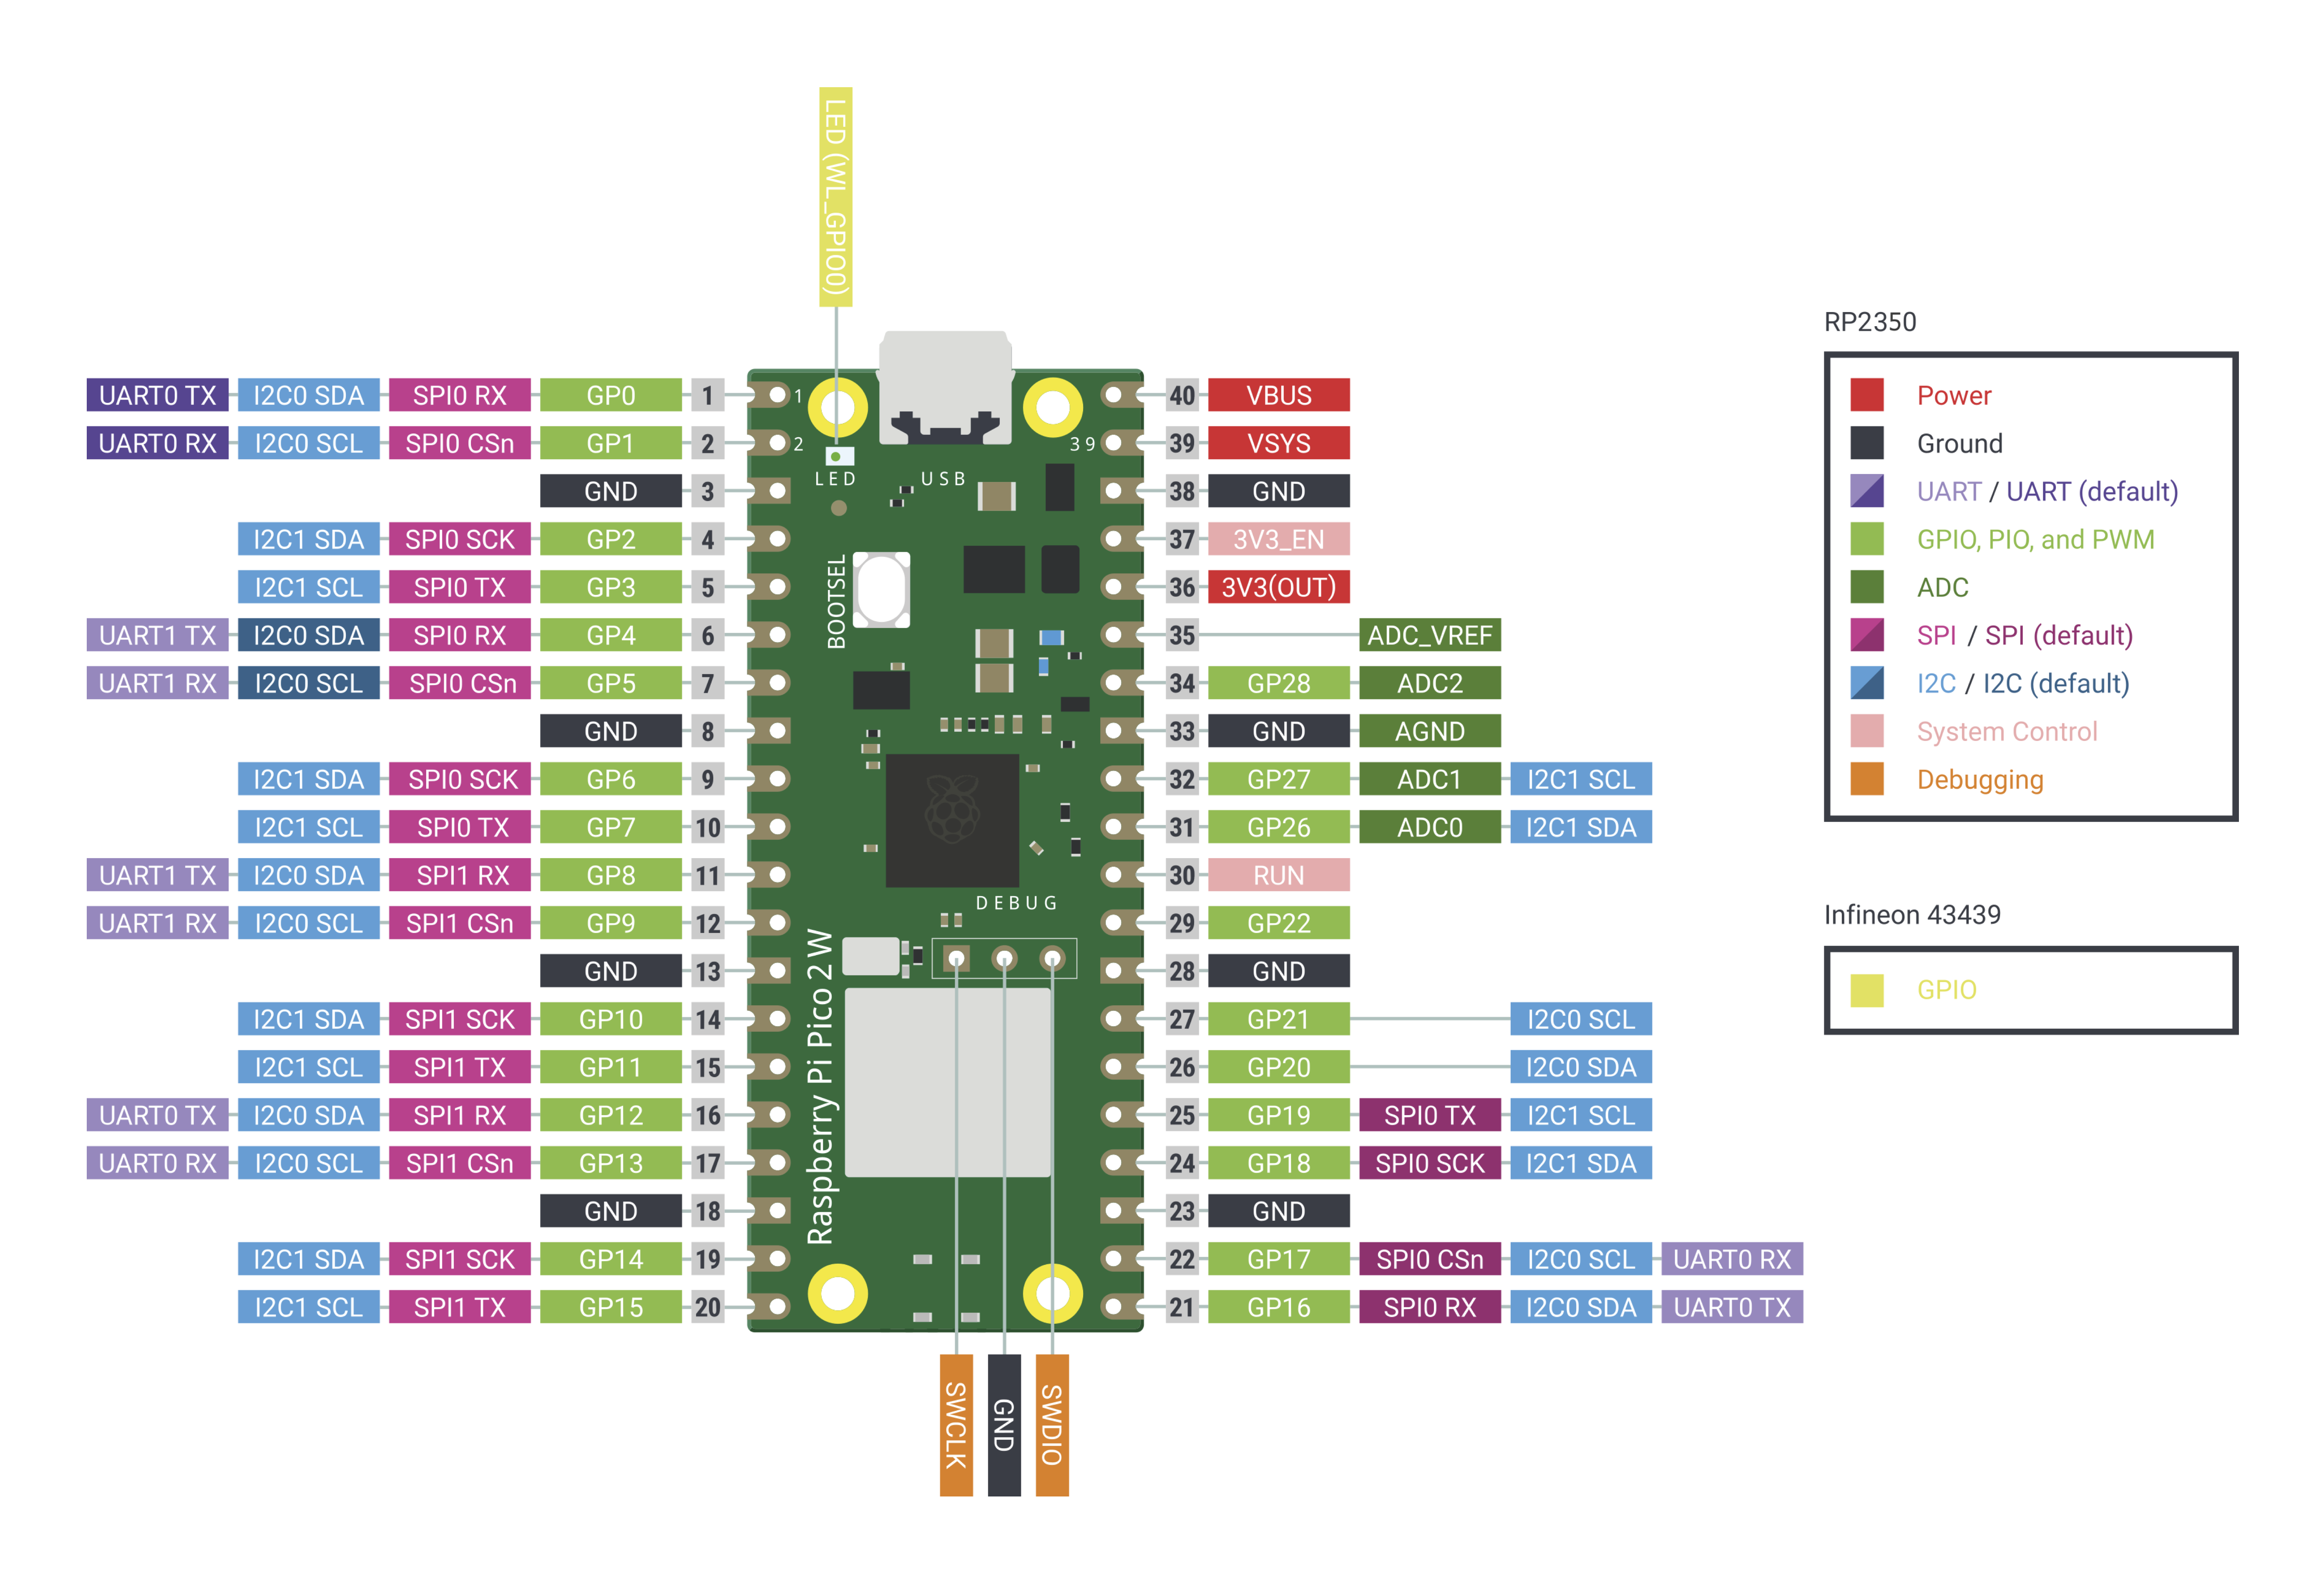 LED (WL_GPIO0)
UART0 TX I2C0 SDA SPI0 RX GP0 1 1 40 VBUS
UART0 RX I2C0 SCL SPI0 CSn GP1 2 2 39 39 VSYS
GND 3 LED USB 38 GND
I2C1 SDA SPI0 SCK GP2 4 37 3V3_EN
I2C1 SCL SPI0 TX GP3 5 BOOTSEL 36 3V3(OUT)
UART1 TX I2C0 SDA SPI0 RX GP4 6 35 ADC_VREF
UART1 RX I2C0 SCL SPI0 CSn GP5 7 34 GP28 ADC2
GND 8 33 GND AGND
I2C1 SDA SPI0 SCK GP6 9 32 GP27 ADC1 I2C1 SCL
I2C1 SCL SPI0 TX GP7 10 31 GP26 ADC0 I2C1 SDA
UART1 TX I2C0 SDA SPI1 RX GP8 11 30 RUN
DEBUG
UART1 RX I2C0 SCL SPI1 CSn GP9 12 29 GP22
GND 13 28 GND
I2C1 SDA SPI1 SCK GP10 14 27 GP21 I2C0 SCL
I2C1 SCL SPI1 TX GP11 15 26 GP20 I2C0 SDA
Raspberry Pi Pico 2 W
UART0 TX I2C0 SDA SPI1 RX GP12 16 25 GP19 SPI0 TX I2C1 SCL
UART0 RX I2C0 SCL SPI1 CSn GP13 17 24 GP18 SPI0 SCK I2C1 SDA
GND 18 23 GND
I2C1 SDA SPI1 SCK GP14 19 22 GP17 SPI0 CSn I2C0 SCL UART0 RX
I2C1 SCL SPI1 TX GP15 20 21 GP16 SPI0 RX I2C0 SDA UART0 TX
SWCLK
GND
SWDIO
RP2350
Power
Ground
UART / UART (default)
GPIO, PIO, and PWM
ADC
SPI / SPI (default)
I2C / I2C (default)
System Control
Debugging
Infineon 43439
GPIO